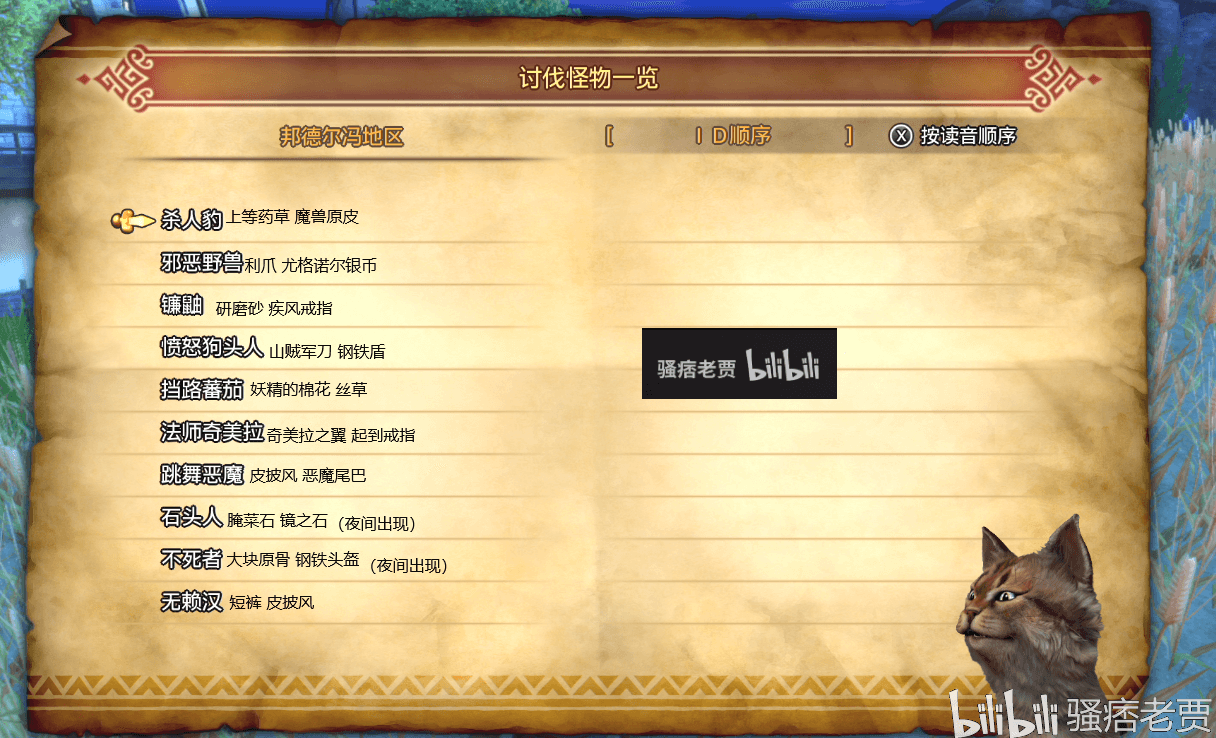 讨伐怪物一览
邦德尔冯地区 [ ID顺序 ] X 按读音顺序
杀人豹 上等药草 魔兽原皮
邪恶野兽 利爪 尤格诺尔银币
镰鼬 研磨砂 疾风戒指
愤怒狗头人 山贼军刀 钢铁盾
挡路蕃茄 妖精的棉花 丝草
法师奇美拉 奇美拉之翼 起到戒指
跳舞恶魔 皮披风 恶魔尾巴
石头人 腌菜石 镜之石 (夜间出现)
不死者 大块原骨 钢铁头盔 (夜间出现)
无赖汉 短裤 皮披风
骚痞老贾 bilibili
bilibili 骚痞老贾